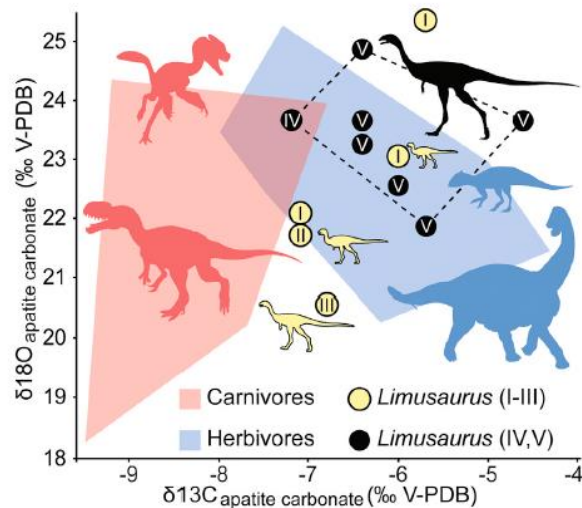 25
24
23
22
21
20
19
18
δ18O apatite carbonate (‰ V-PDB)
I
V
V
IV
V
V
I
V
I
V
II
III
Carnivores
Limusaurus (I-III)
Herbivores
Limusaurus (IV,V)
-9
-8
-7
-6
-5
-4
δ13C apatite carbonate (‰ V-PDB)